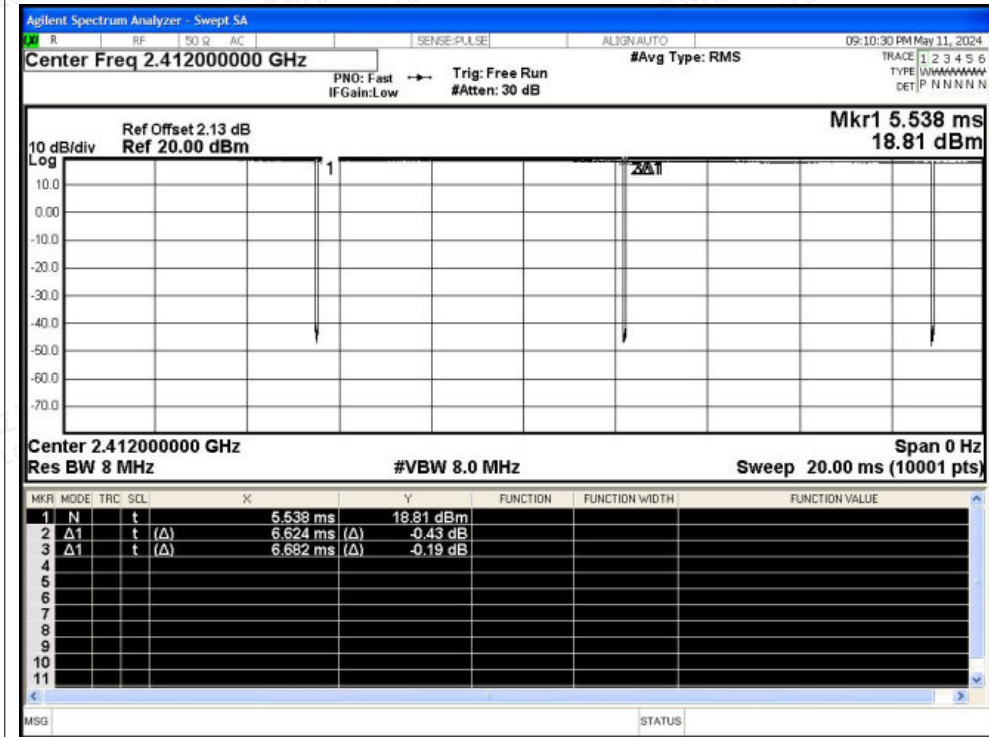 Agilent Spectrum Analyzer - Swept SA
LXI R RF 50 Ω AC SENSE:PULSE ALIGNAUTO 09:10:30 PM May 11, 2024
Center Freq 2.412000000 GHz #Avg Type: RMS TRACE 1 2 3 4 5 6
PNO: Fast Trig: Free Run TYPE
IFGain:Low #Atten: 30 dB DET P N N N N N
Mkr1 5.538 ms
Ref Offset 2.13 dB
10 dB/div Ref 20.00 dBm 18.81 dBm
Log
1
10.0
0.00
-10.0
-20.0
-30.0
-40.0
-50.0
-60.0
-70.0
Center 2.412000000 GHz Span 0 Hz
Res BW 8 MHz #VBW 8.0 MHz Sweep 20.00 ms (10001 pts)
MKR MODE TRC SCL X Y FUNCTION FUNCTION WIDTH FUNCTION VALUE
1 N t 5.538 ms 18.81 dBm
2 Δ1 t (Δ) 6.624 ms (Δ) -0.43 dB
3 Δ1 t (Δ) 6.682 ms (Δ) -0.19 dB
4
5
6
7
8
9
10
11
MSG STATUS